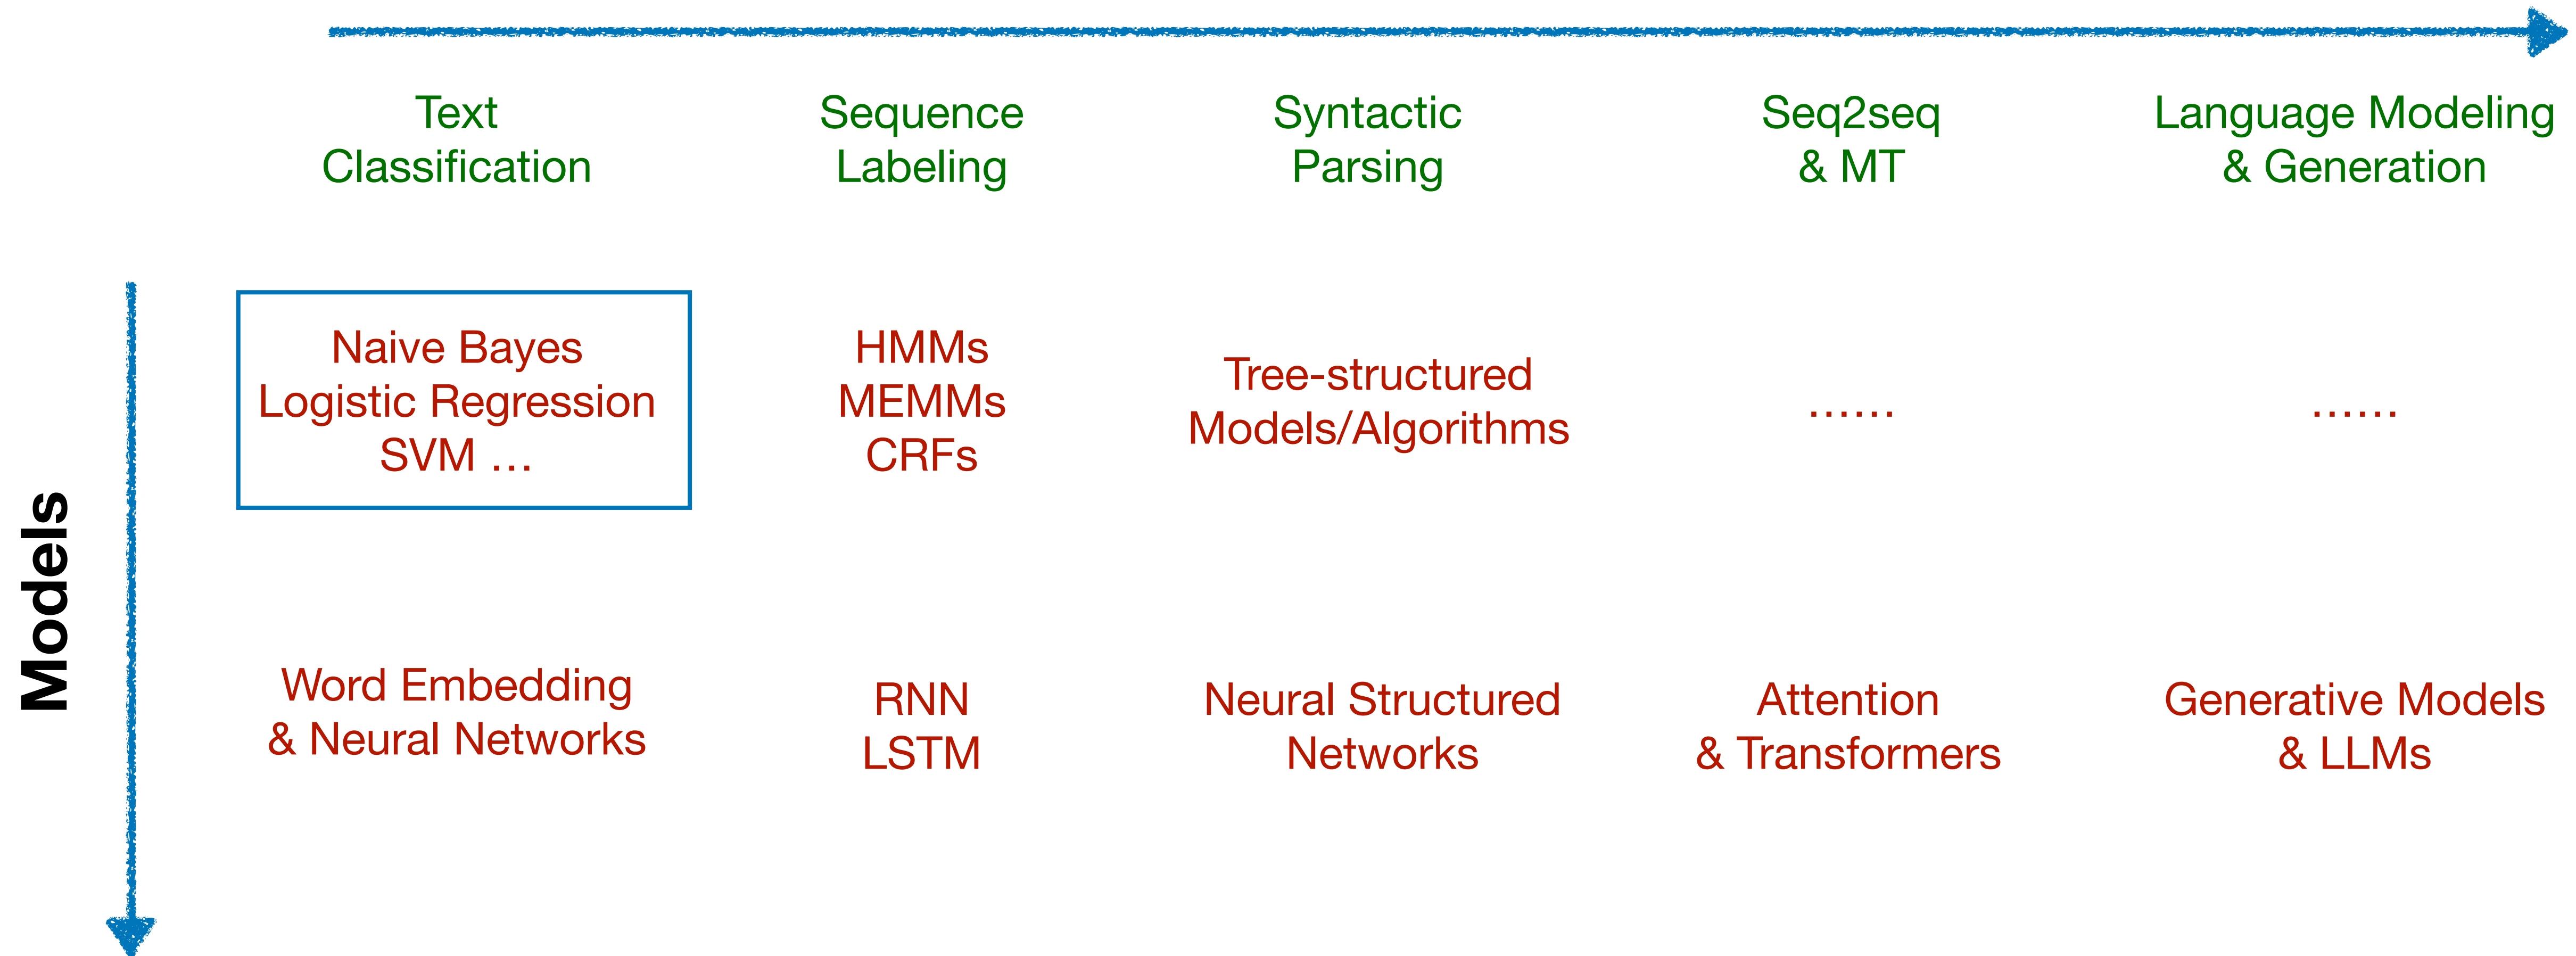 Text
Classification
Sequence
Labeling
Syntactic
Parsing
Seq2seq
& MT
Language Modeling
& Generation
Models
Naive Bayes
Logistic Regression
SVM …
HMMs
MEMMs
CRFs
Tree-structured
Models/Algorithms
……
……
Word Embedding
& Neural Networks
RNN
LSTM
Neural Structured
Networks
Attention
& Transformers
Generative Models
& LLMs